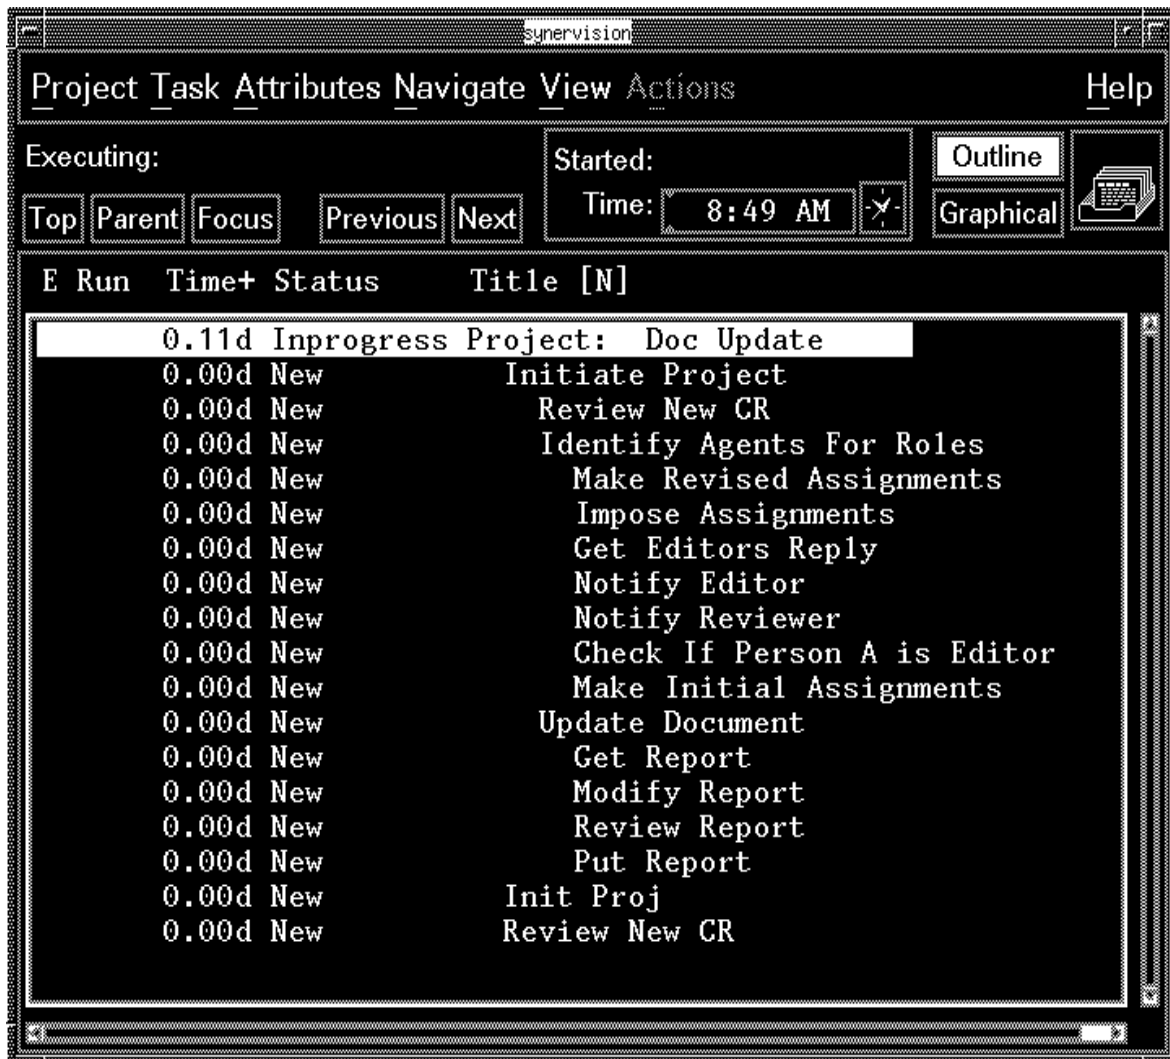 synervision
Project Task Attributes Navigate View Actions Help
Executing:
Started:
Outline
Top Parent Focus Previous Next
Time: 8:49 AM
Graphical
E Run Time+ Status Title [N]
0.11d Inprogress Project: Doc Update
0.00d New Initiate Project
0.00d New Review New CR
0.00d New Identify Agents For Roles
0.00d New Make Revised Assignments
0.00d New Impose Assignments
0.00d New Get Editors Reply
0.00d New Notify Editor
0.00d New Notify Reviewer
0.00d New Check If Person A is Editor
0.00d New Make Initial Assignments
0.00d New Update Document
0.00d New Get Report
0.00d New Modify Report
0.00d New Review Report
0.00d New Put Report
0.00d New Init Proj
0.00d New Review New CR